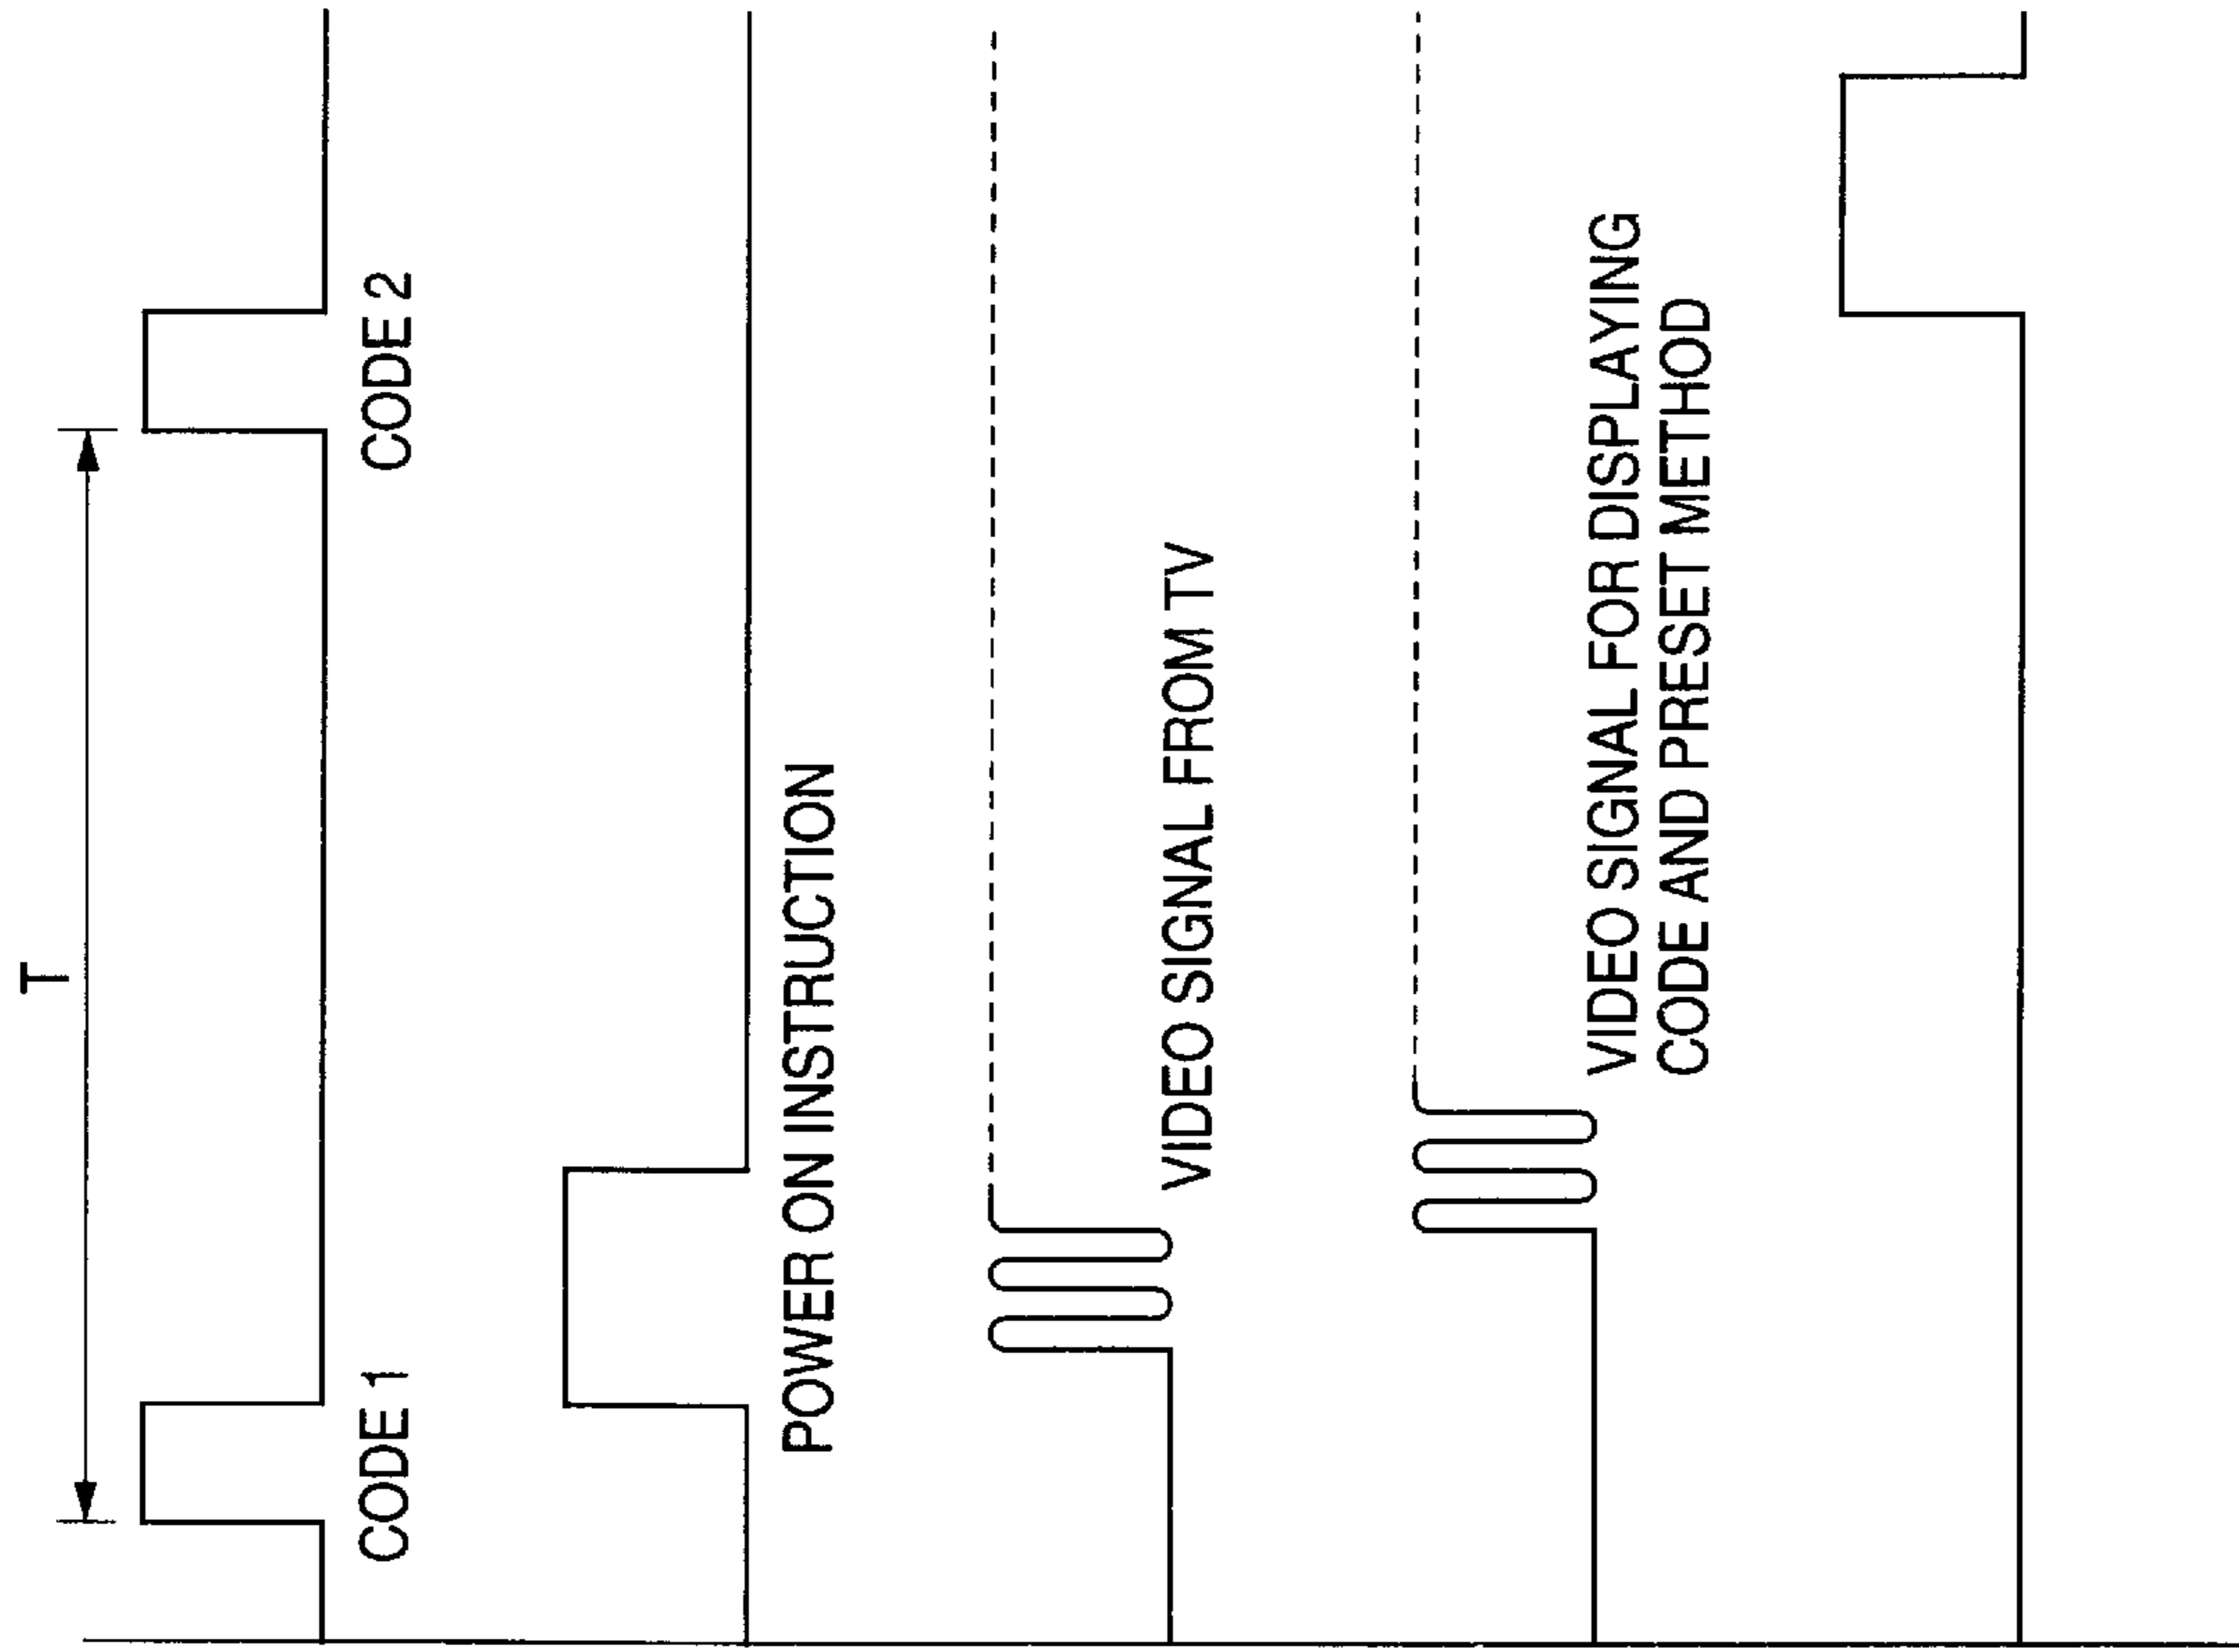 T
CODE 1
CODE 2
POWER ON INSTRUCTION
VIDEO SIGNAL FROM TV
VIDEO SIGNAL FOR DISPLAYING
CODE AND PRESET METHOD